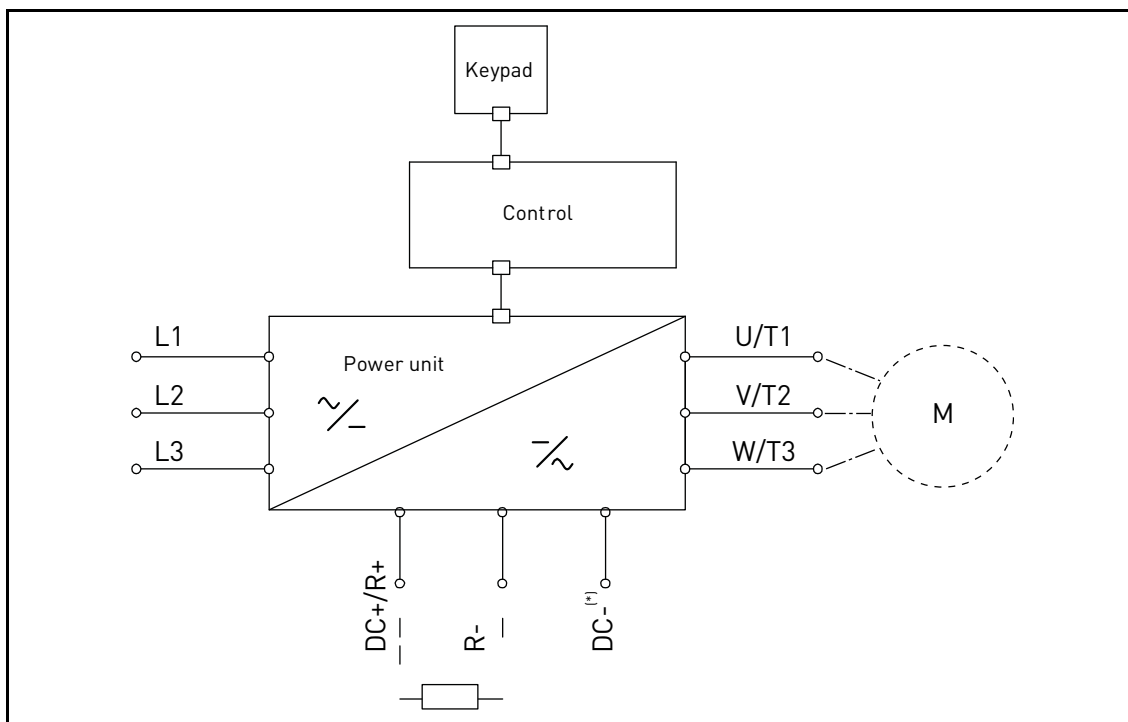 Keypad
Control
L1
L2
L3
Power unit
U/T1
V/T2
W/T3
M
DC+/R+
R-
DC-(*)